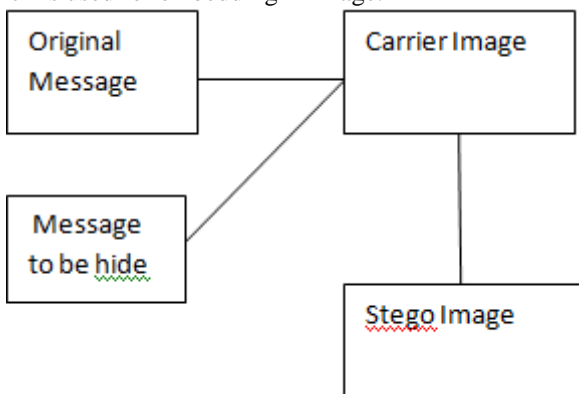 Original
Message
Carrier Image
Message
to be hide
Stego Image